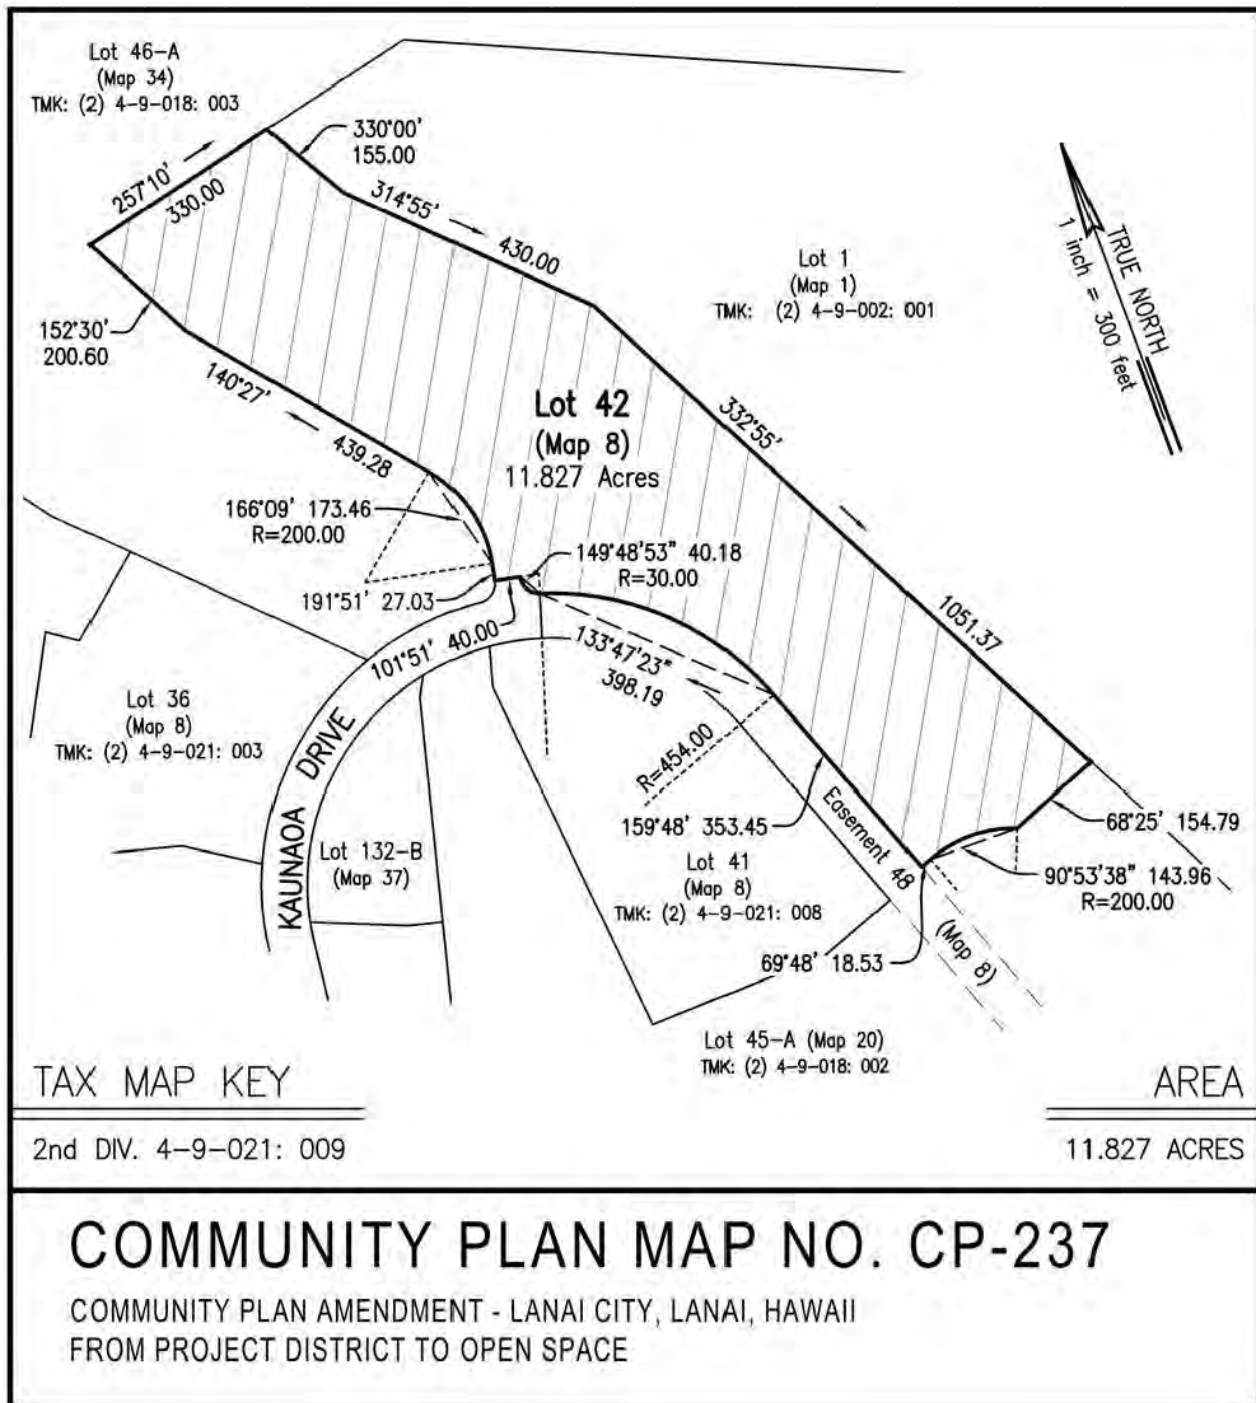 Lot 46-A
(Map 34)
TMK: (2) 4-9-018: 003
330°00'
155.00
257°10'
330.00
314°55'
430.00
TRUE NORTH
1 inch = 300 feet
Lot 1
(Map 1)
TMK: (2) 4-9-002: 001
152°30'
200.60
140°27'
439.28
Lot 42
(Map 8)
11.827 Acres
332°55'
1051.37
166°09' 173.46
R=200.00
149°48'53" 40.18
R=30.00
191°51' 27.03
101°51' 40.00
133°47'23"
398.19
Lot 36
(Map 8)
TMK: (2) 4-9-021: 003
KAUNAOA DRIVE
R=454.00
159°48' 353.45
Easement 48
(Map 8)
68°25' 154.79
90°53'38" 143.96
R=200.00
Lot 132-B
(Map 37)
Lot 41
(Map 8)
TMK: (2) 4-9-021: 008
69°48' 18.53
Lot 45-A (Map 20)
TMK: (2) 4-9-018: 002
TAX MAP KEY
2nd DIV. 4-9-021: 009
AREA
11.827 ACRES
COMMUNITY PLAN MAP NO. CP-237
COMMUNITY PLAN AMENDMENT - LANAI CITY, LANAI, HAWAII
FROM PROJECT DISTRICT TO OPEN SPACE